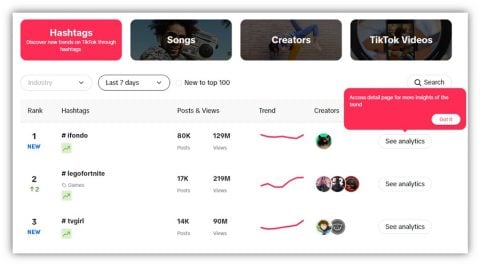 Hashtags
Discover new trends on TikTok through
hashtags
Songs
Creators
TikTok Videos
Industry
Last 7 days
New to top 100
Search
Access detail page for more insights of the
trend
Got it
Rank
Hashtags
Posts & Views
Trend
Creators
1
NEW
# ifondo
80K
Posts
129M
Views
See analytics
2
↑ 2
# legofortnite
Games
17K
Posts
219M
Views
See analytics
3
NEW
# tvgirl
14K
Posts
90M
Views
See analytics